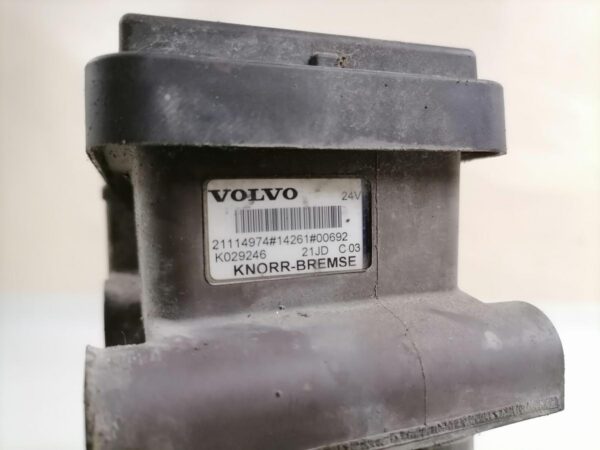 VOLVO 24V
21114974#14261#00692
K029246 21JD C 03
KNORR-BREMSE